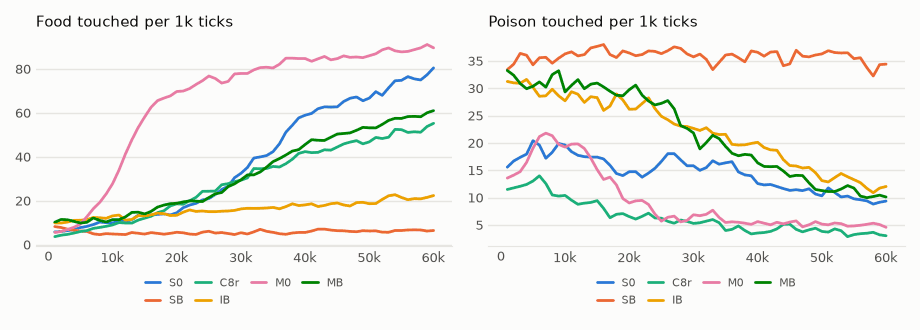 Food touched per 1k ticks
80
60
40
20
0
0 10k 20k 30k 40k 50k 60k
S0 C8r M0 MB
SB IB
Poison touched per 1k ticks
35
30
25
20
15
10
5
0 10k 20k 30k 40k 50k 60k
S0 C8r M0 MB
SB IB